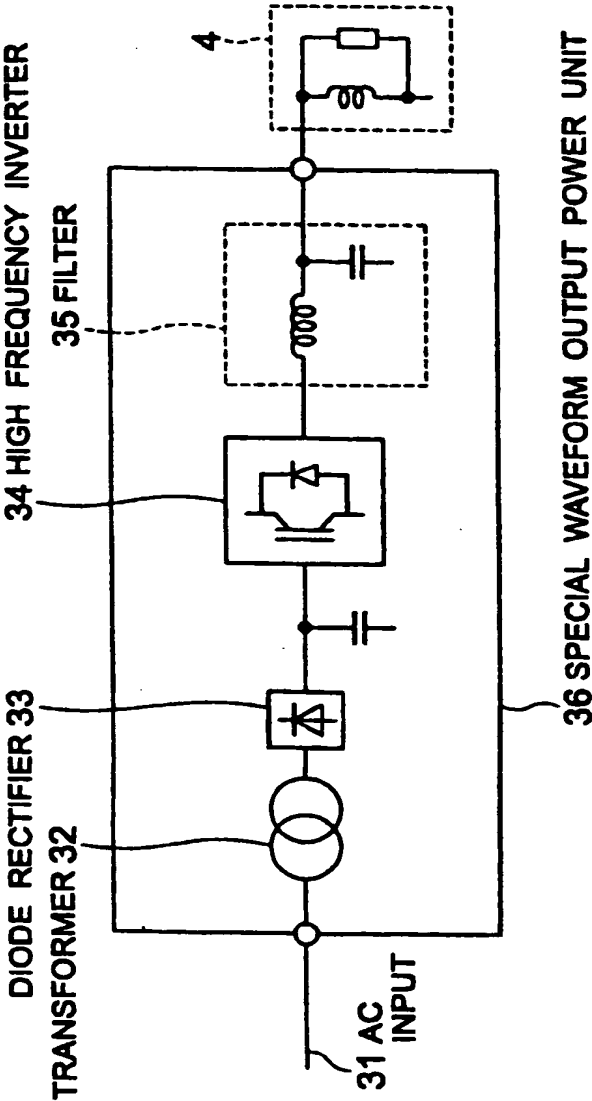 31 AC
INPUT
TRANSFORMER 32
DIODE RECTIFIER 33
34 HIGH FREQUENCY INVERTER
35 FILTER
4
36 SPECIAL WAVEFORM OUTPUT POWER UNIT